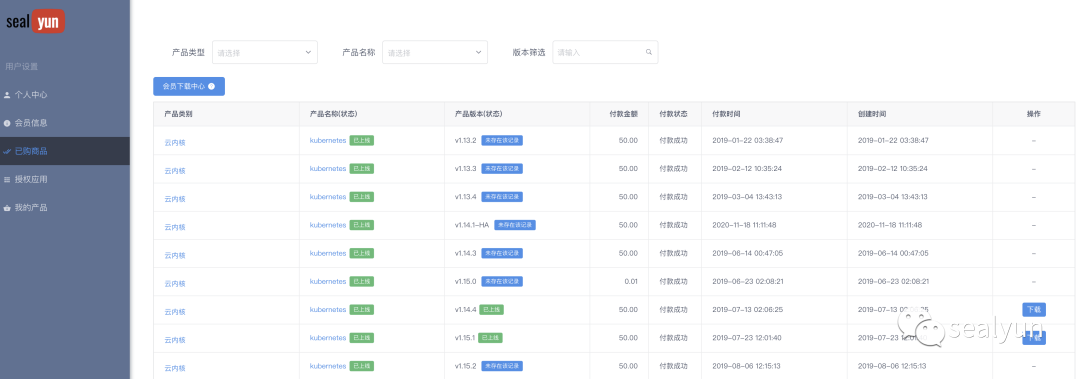 seal yun
用户设置
个人中心
会员信息
已购商品
授权应用
我的产品
产品类型 请选择 产品名称 请选择 版本筛选 请输入
会员下载中心
产品类别 产品名称(状态) 产品版本(状态) 付款金额 付款状态 付款时间 创建时间 操作
云内核 kubernetes 已上线 v1.13.2 未存在该记录 50.00 付款成功 2019-01-22 03:38:47 2019-01-22 03:38:47 –
云内核 kubernetes 已上线 v1.13.3 未存在该记录 50.00 付款成功 2019-02-12 10:35:24 2019-02-12 10:35:24 –
云内核 kubernetes 已上线 v1.13.4 未存在该记录 50.00 付款成功 2019-03-04 13:43:13 2019-03-04 13:43:13 –
云内核 kubernetes 已上线 v1.14.1-HA 未存在该记录 50.00 付款成功 2020-11-18 11:11:48 2020-11-18 11:11:48 –
云内核 kubernetes 已上线 v1.14.3 未存在该记录 50.00 付款成功 2019-06-14 00:47:05 2019-06-14 00:47:05 –
云内核 kubernetes 已上线 v1.15.0 未存在该记录 0.01 付款成功 2019-06-23 02:08:21 2019-06-23 02:08:21 –
云内核 kubernetes 已上线 v1.14.4 已上线 50.00 付款成功 2019-07-13 02:06:25 2019-07-13 下载
云内核 kubernetes 已上线 v1.15.1 已上线 50.00 付款成功 2019-07-23 12:01:40 2019-07-23 下载
sealyun
云内核 kubernetes 已上线 v1.15.2 未存在该记录 50.00 付款成功 2019-08-06 12:15:13 2019-08-06 12:15:13 –